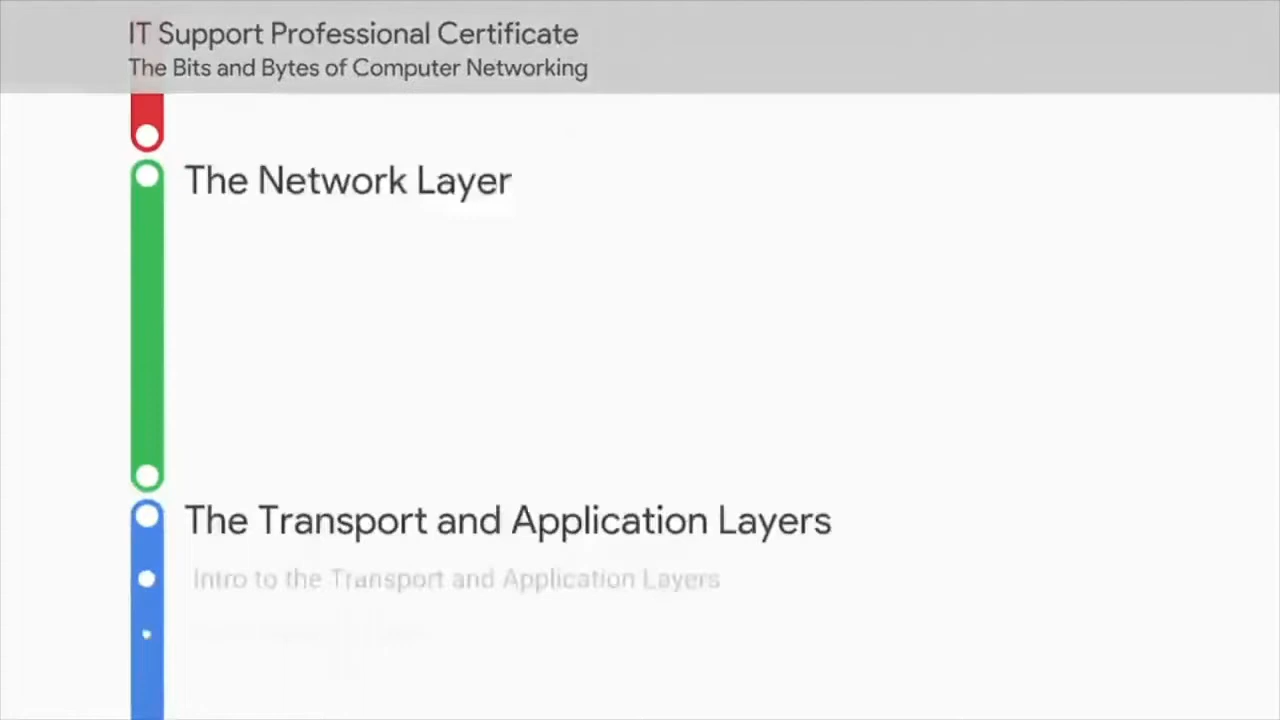 IT Support Professional Certificate
The Bits and Bytes of Computer Networking
The Network Layer
The Transport and Application Layers
Intro to the Transport and Application Layers